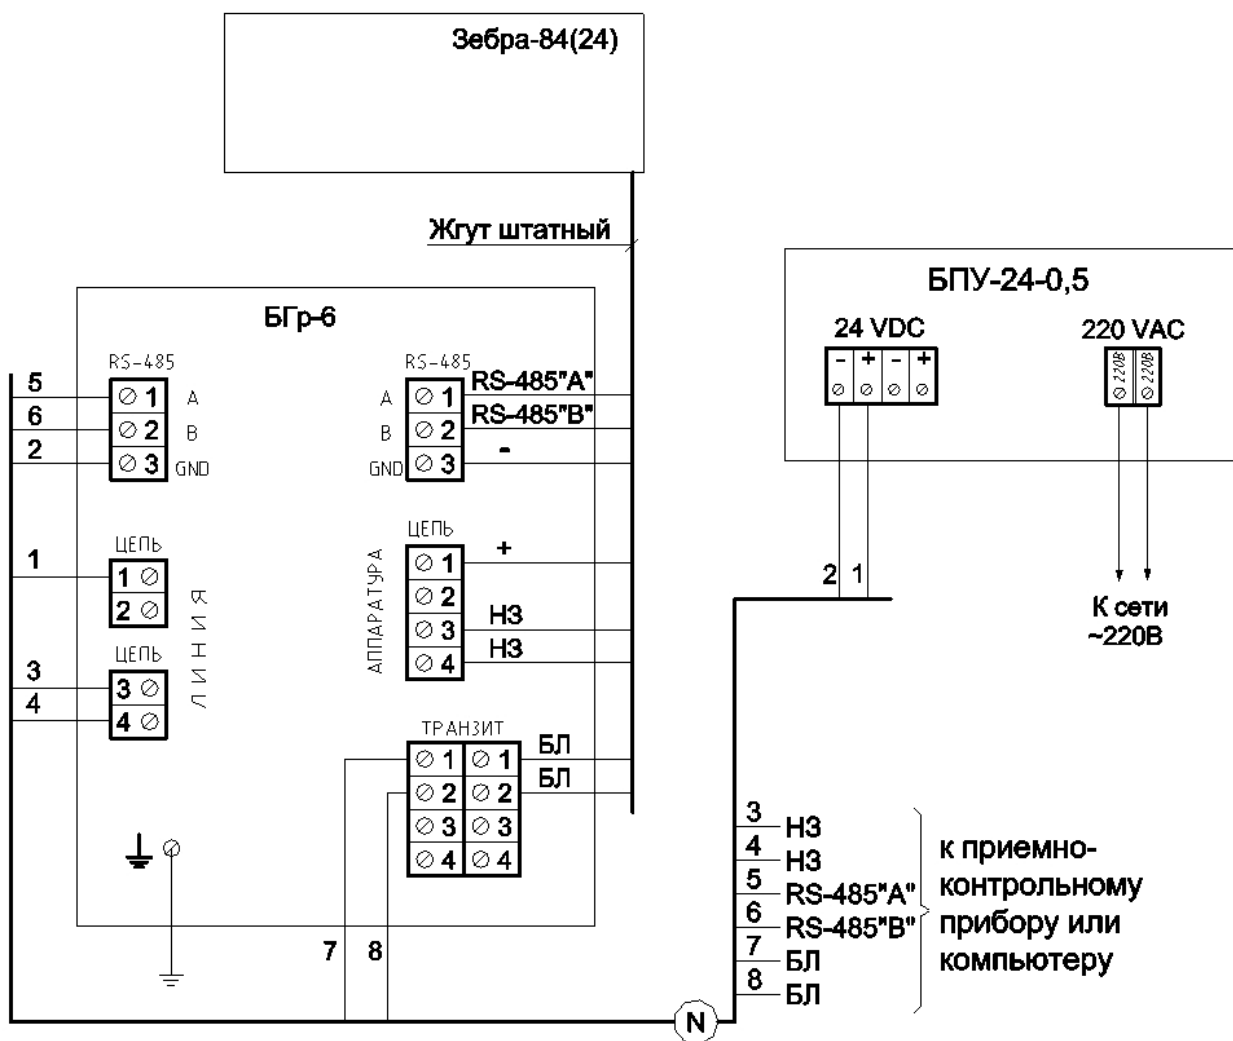 Зебра-84(24)
Жгут штатный
БГр-6
RS-485
5
1
A
6
2
B
2
3
GND
ЦЕПЬ
1
1
2
ЛИНИЯ
ЦЕПЬ
3
3
4
4
RS-485
A
1
RS-485"А"
B
2
RS-485"В"
GND
3
-
АППАРАТУРА
ЦЕПЬ
1
+
2
3
НЗ
4
НЗ
ТРАНЗИТ
1 1
БЛ
2 2
БЛ
3 3
4 4
7 8
N
БПУ-24-0,5
24 VDC
- + - +
220 VAC
220В
220В
2 1
К сети
~220В
3
НЗ
4
НЗ
5
RS-485"А"
6
RS-485"В"
7
БЛ
8
БЛ
к приемно-
контрольному
прибору или
компьютеру